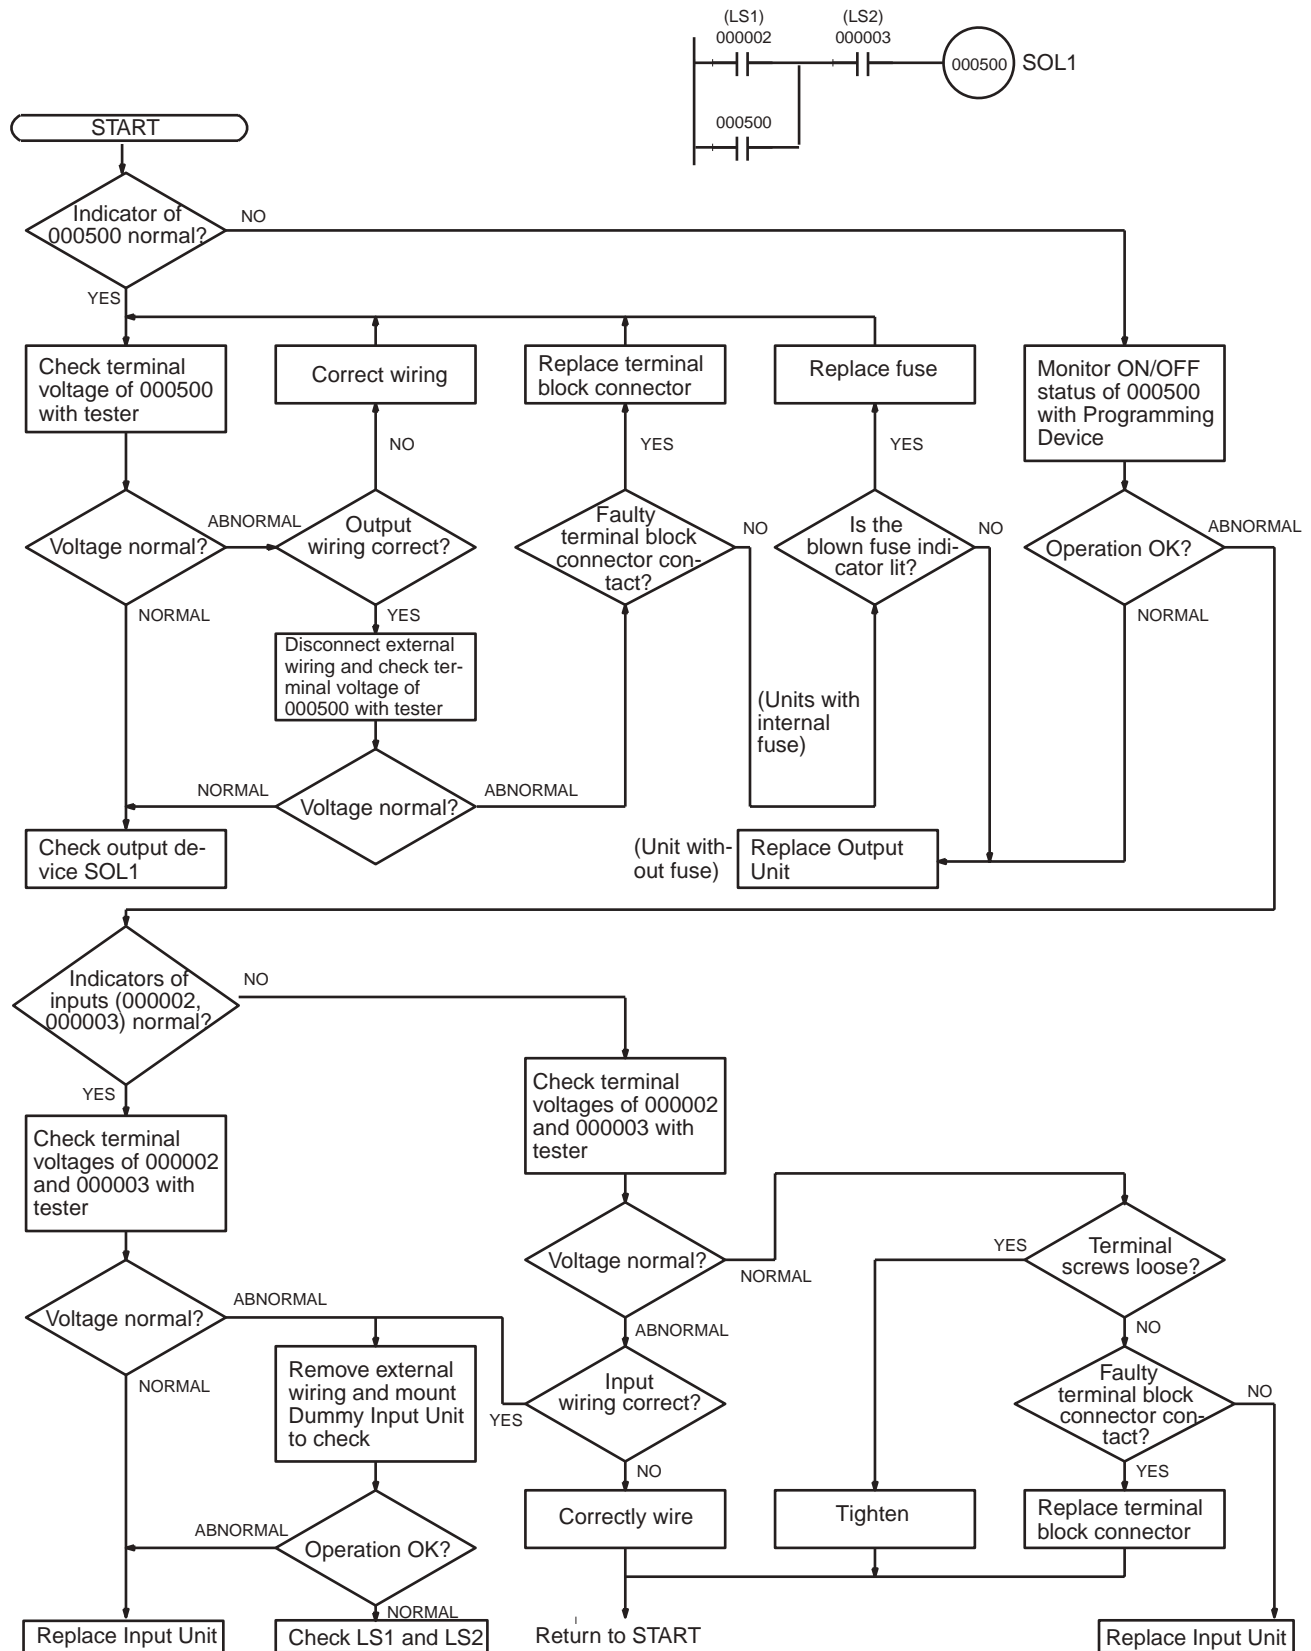 (LS1)
000002
(LS2)
000003
000500
SOL1
000500
START
Indicator of
000500 normal?
NO
YES
Check terminal
voltage of 000500
with tester
Correct wiring
Replace terminal
block connector
Replace fuse
Monitor ON/OFF
status of 000500
with Programming
Device
NO
YES
YES
Voltage normal?
ABNORMAL
Output
wiring correct?
Faulty
terminal block
connector con-
tact?
NO
Is the
blown fuse indi-
cator lit?
NO
Operation OK?
ABNORMAL
NORMAL
YES
NORMAL
Disconnect external
wiring and check ter-
minal voltage of
000500 with tester
(Units with
internal
fuse)
NORMAL
Voltage normal?
ABNORMAL
Check output de-
vice SOL1
(Unit with-
out fuse)
Replace Output
Unit
Indicators of
inputs (000002,
000003) normal?
NO
YES
Check terminal
voltages of 000002
and 000003 with
tester
Check terminal
voltages of 000002
and 000003 with
tester
Voltage normal?
NORMAL
YES
Terminal
screws loose?
Voltage normal?
ABNORMAL
ABNORMAL
NO
NORMAL
Remove external
wiring and mount
Dummy Input Unit
to check
YES
Input
wiring correct?
Faulty
terminal block
connector con-
tact?
NO
NO
YES
Correctly wire
Tighten
Replace terminal
block connector
ABNORMAL
Operation OK?
NORMAL
Replace Input Unit
Check LS1 and LS2
Return to START
Replace Input Unit